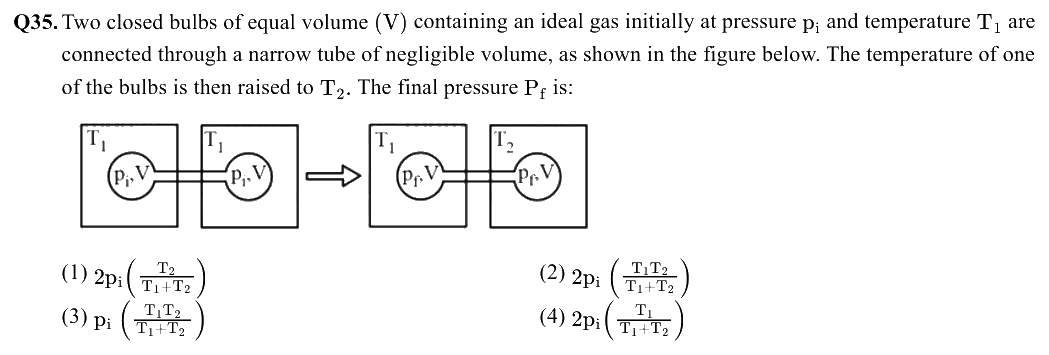 Q35. Two closed bulbs of equal volume (V) containing an ideal gas initially at pressure pᵢ and temperature T₁ are
connected through a narrow tube of negligible volume, as shown in the figure below. The temperature of one
of the bulbs is then raised to T₂. The final pressure P_f is:
T₁ T₁ T₁ T₂
pᵢ,V pᵢ,V p_f,V p_f,V
(1) 2pᵢ(T₂/(T₁+T₂)) (2) 2pᵢ (T₁T₂/(T₁+T₂))
(3) pᵢ (T₁T₂/(T₁+T₂)) (4) 2pᵢ(T₁/(T₁+T₂))